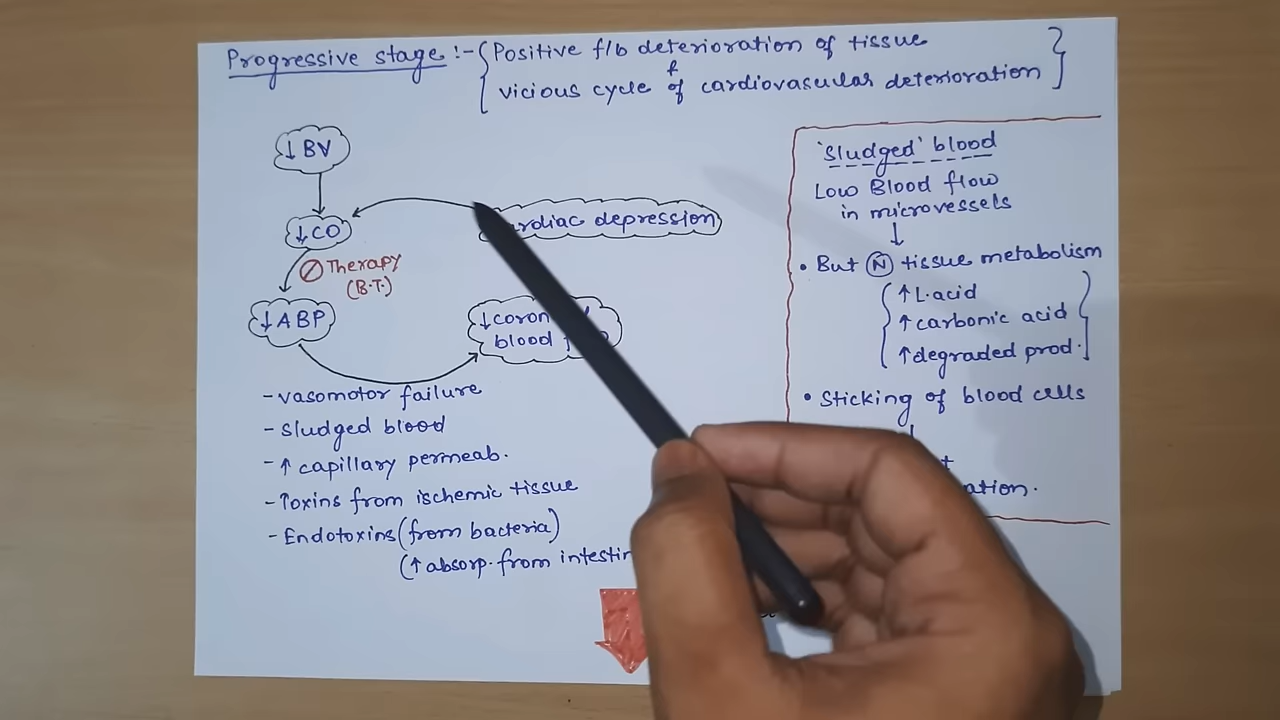 Progressive stage :- { Positive f/b deterioration of tissue
&
vicious cycle of cardiovascular deterioration }
↓ BV
↓ CO
Therapy
(B.T.)
↓ ABP
depression
blood
- vasomotor failure
- sludged blood
- ↑ capillary permeab.
- Toxins from ischemic tissue
- Endotoxins (from bacteria)
(↑ absorp. from
'Sludged' blood
Low Blood flow
in microvessels
↓
• But Ⓝ tissue metabolism
↑ L.acid
↑ carbonic acid
↑ degraded prod.
• Sticking of blood cells